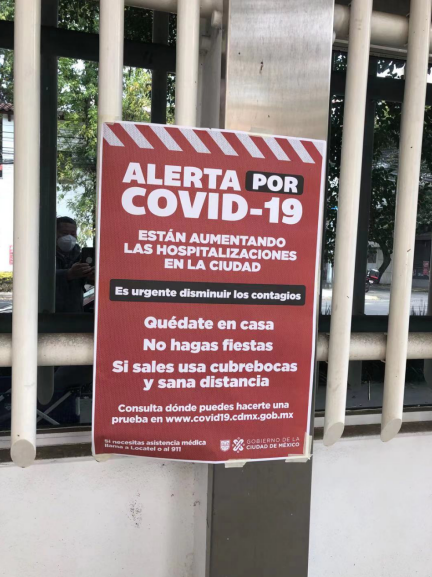 ALERTA POR
COVID-19
ESTÁN AUMENTANDO
LAS HOSPITALIZACIONES
EN LA CIUDAD
Es urgente disminuir los contagios
Quédate en casa
No hagas fiestas
Si sales usa cubrebocas
y sana distancia
Consulta dónde puedes hacerte una
prueba en www.covid19.cdmx.gob.mx
Si necesitas asistencia médica
llama a Locatel o al 911
GOBIERNO DE LA
CIUDAD DE MÉXICO